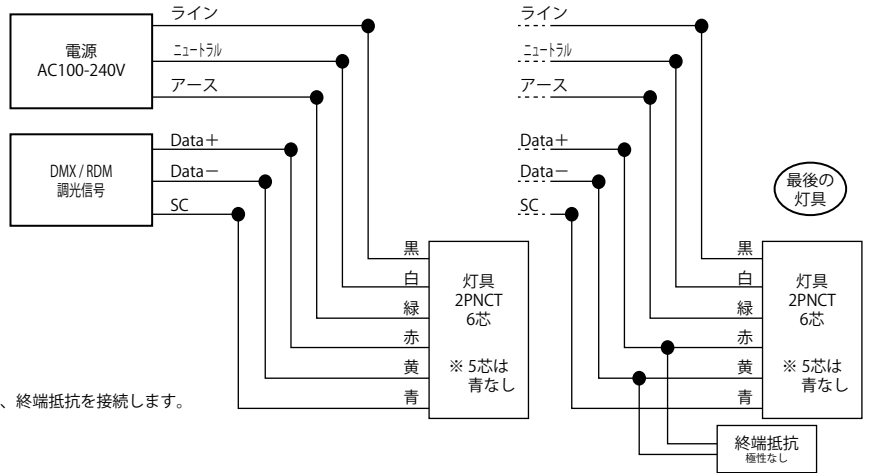 電源
AC100-240V
ライン
ニュートラル
アース
DMX / RDM
調光信号
Data＋
Data－
SC
黒
白
緑
赤
黄
青
灯具
2PNCT
6芯
※ 5芯は
青なし
、終端抵抗を接続します。
ライン
ニュートラル
アース
Data＋
Data－
SC
最後の
灯具
黒
白
緑
赤
黄
青
灯具
2PNCT
6芯
※ 5芯は
青なし
終端抵抗
極性なし